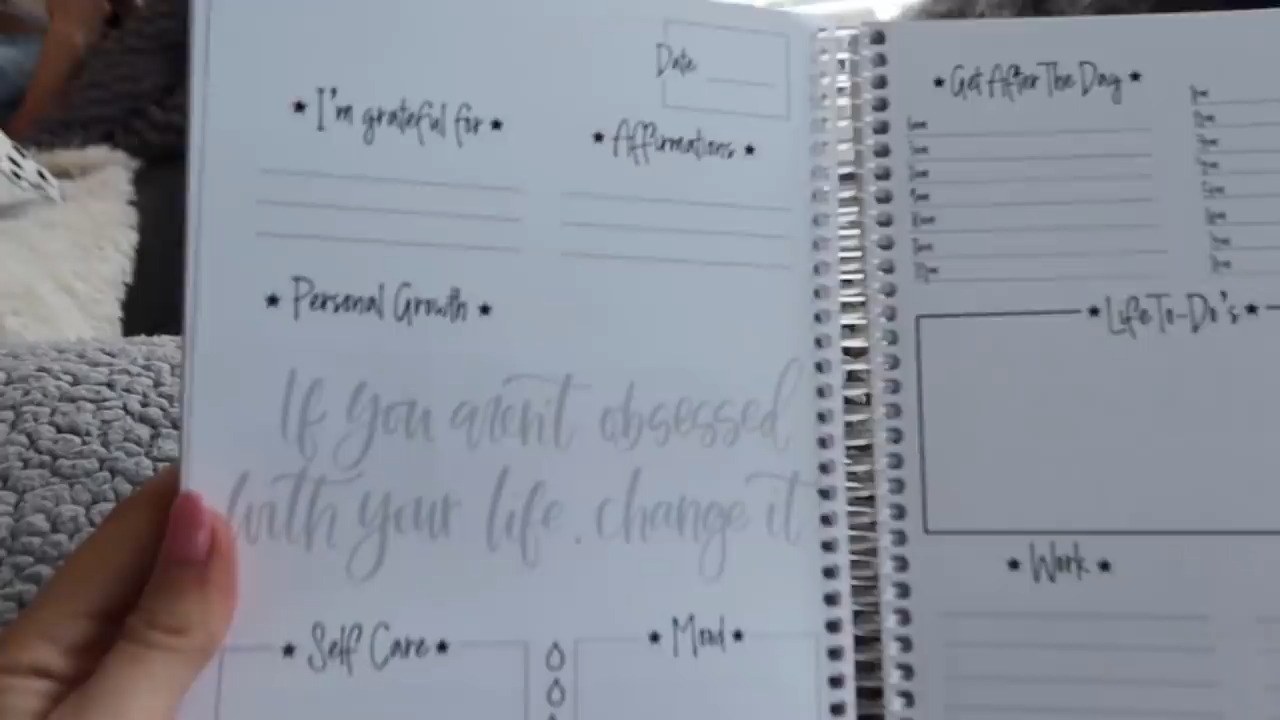 Date
★ I'm grateful for ★
★ Affirmations ★
★ Personal Growth ★
If you aren't obsessed
with your life, change it
★ Self Care ★
★ Mood ★
★ Get After The Day ★
★ Life To-Do's ★
★ Work ★